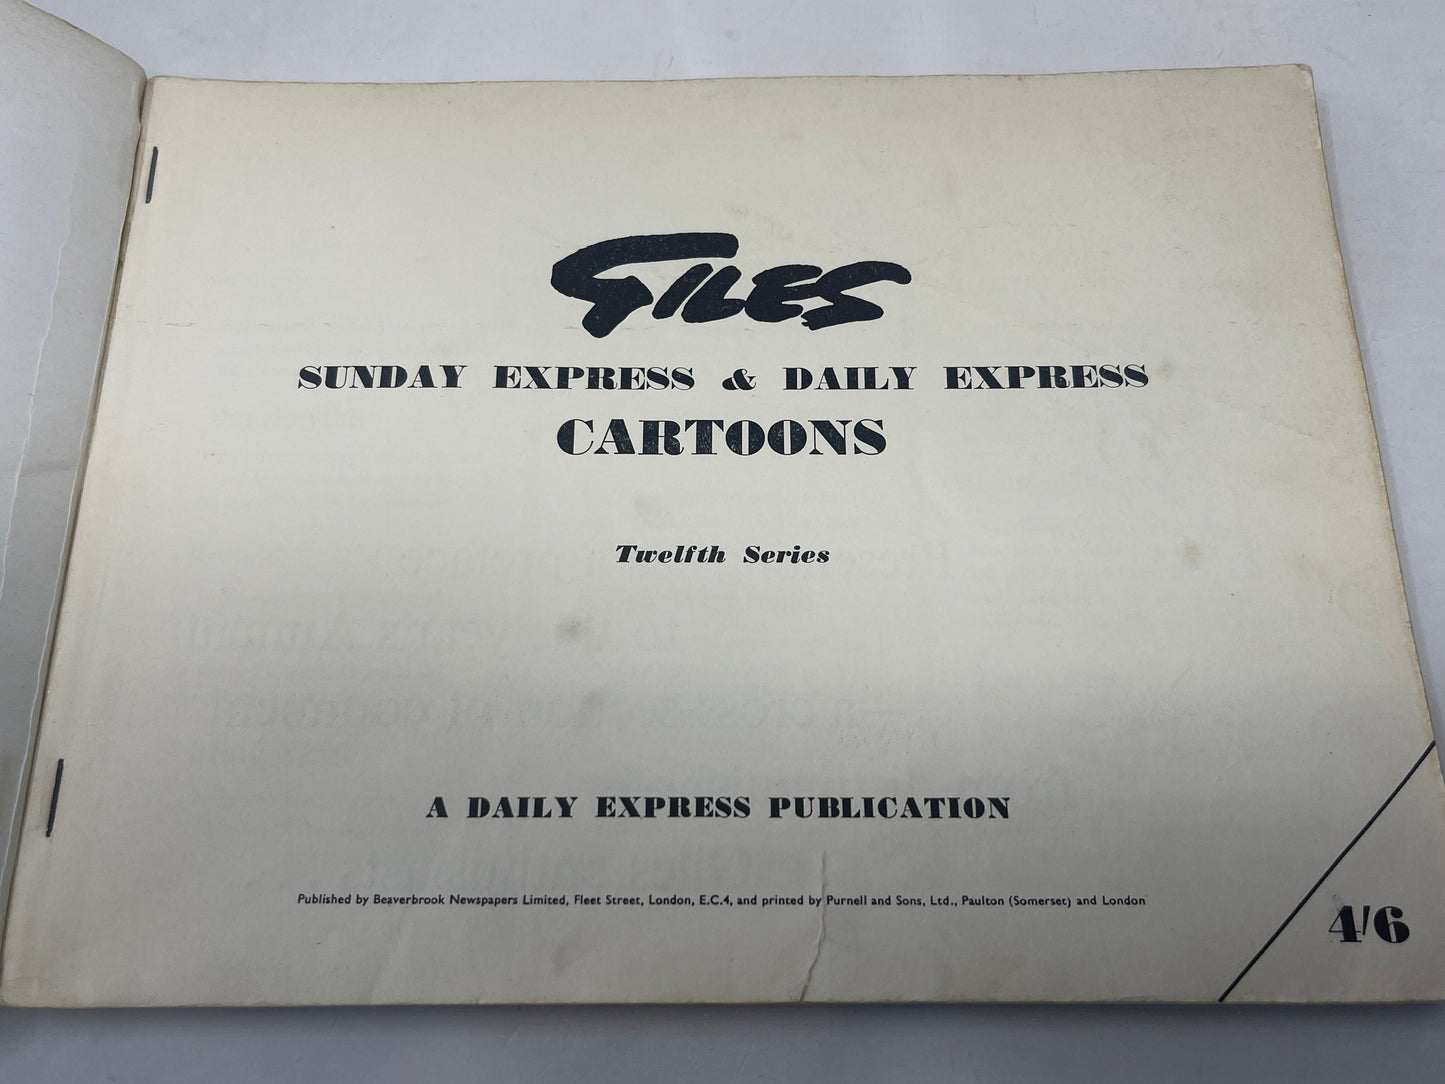 GILES
SUNDAY EXPRESS & DAILY EXPRESS
CARTOONS
Twelfth Series
A DAILY EXPRESS PUBLICATION
Published by Beaverbrook Newspapers Limited, Fleet Street, London, E.C.4, and printed by Purnell and Sons, Ltd., Paulton (Somerset) and London
4/6